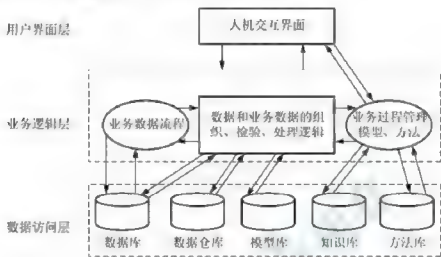 用户界面层
人机交互界面
业务逻辑层
业务数据流程
数据和业务数据的组
织、检验、处理逻辑
业务过程管理
模型、方法
数据访问层
数据库
数据仓库
模型库
知识库
方法库